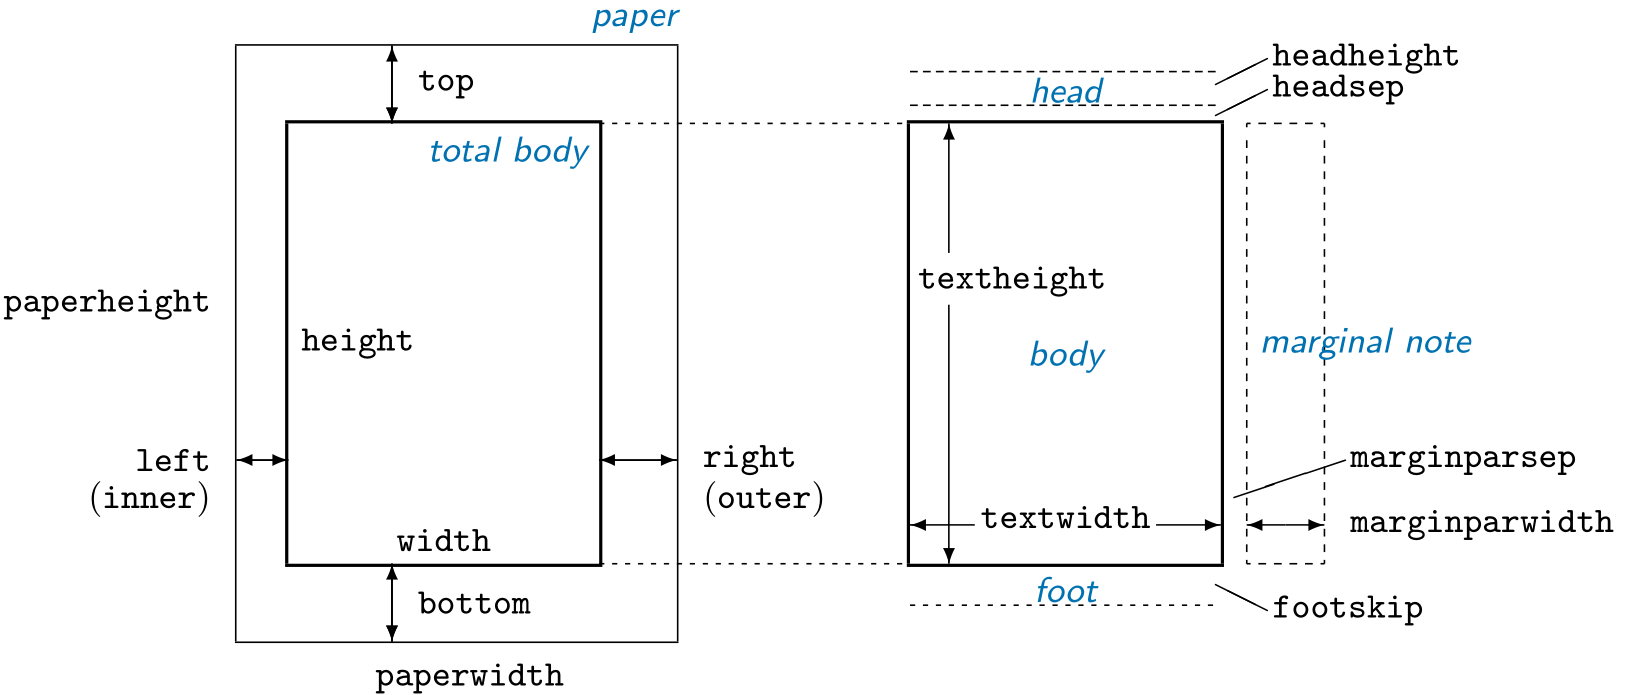 paper
top
total body
paperheight
height
left
(inner)
right
(outer)
width
bottom
paperwidth
headheight
head
headsep
textheight
body
marginal note
marginparsep
textwidth
marginparwidth
foot
footskip